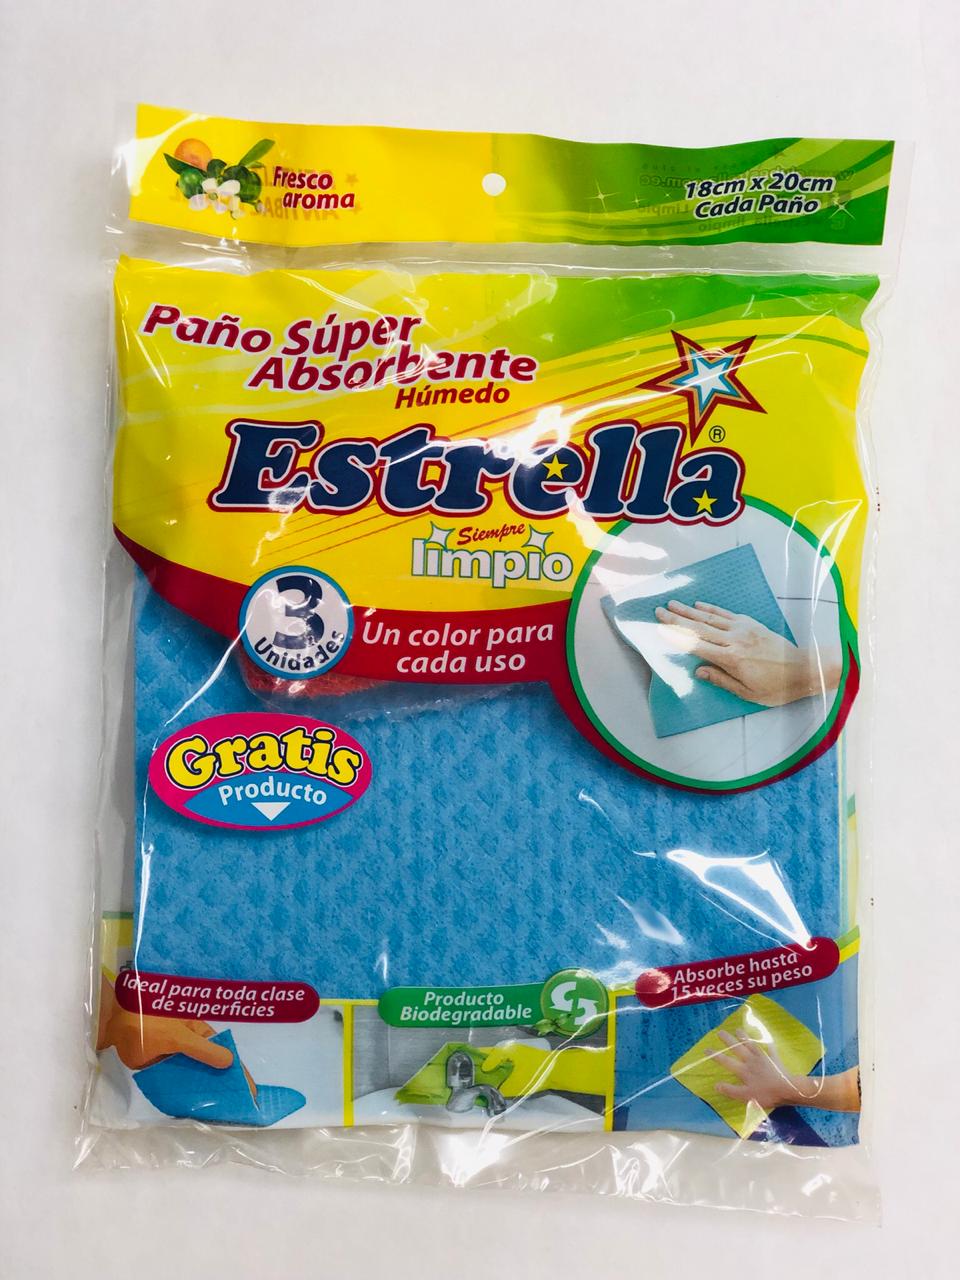 Fresco
aroma
18cm x 20cm
Cada Paño
Paño Súper
Absorbente
Húmedo
Estrella®
Siempre
limpio
3
Unidades
Un color para
cada uso
Gratis
Producto
Ideal para toda clase
de superficies
Producto
Biodegradable
Absorbe hasta
15 veces su peso